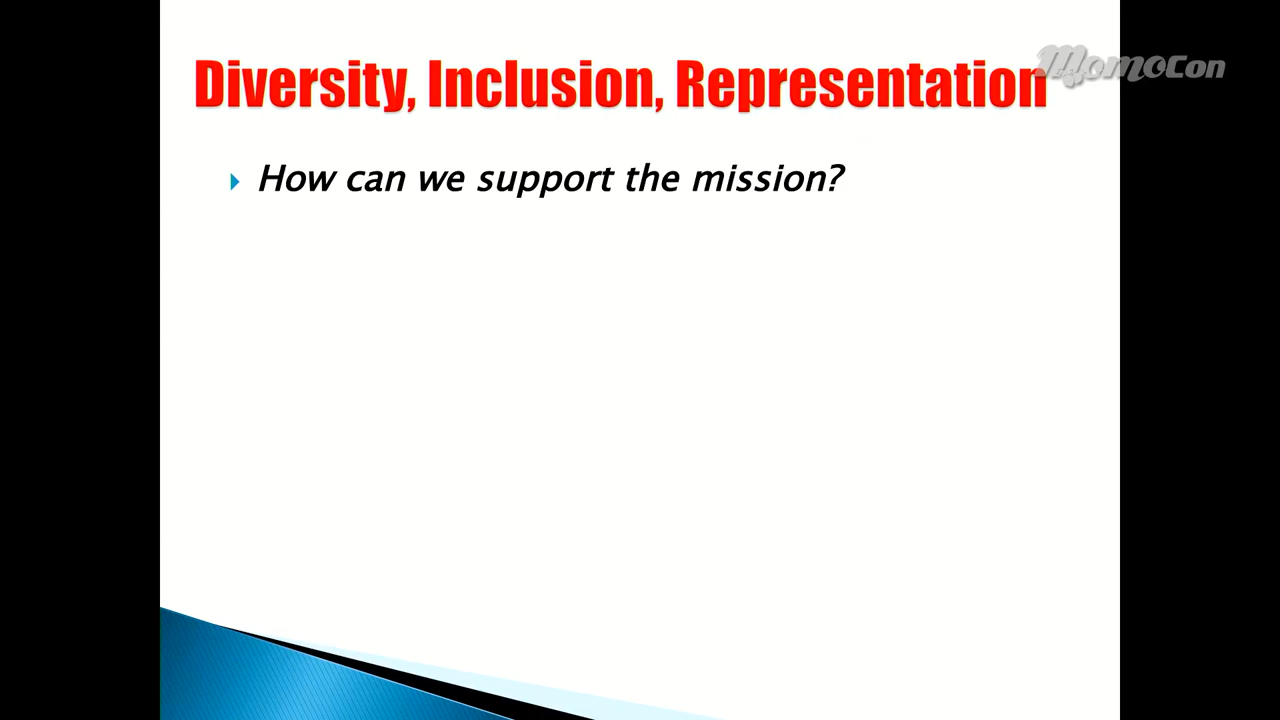 Diversity, Inclusion, Representation
MomoCon
How can we support the mission?